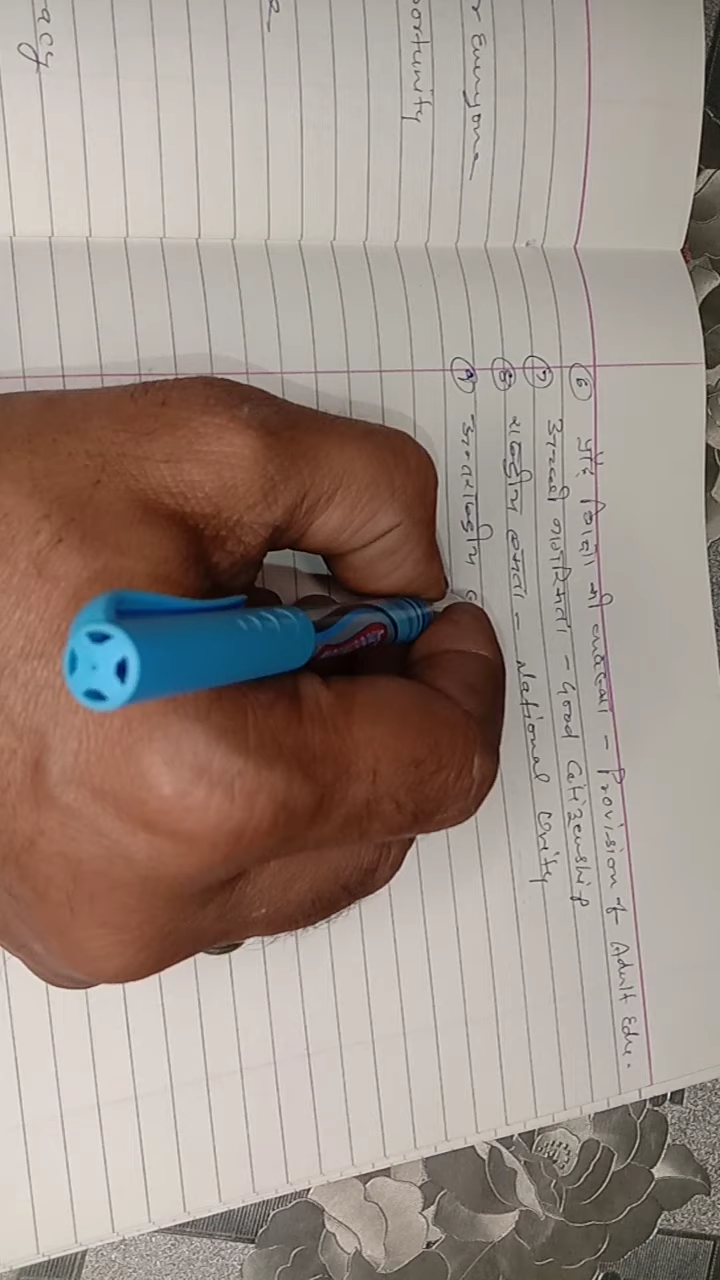 r Everyone
portunity
acy
⑥ प्रौढ़ शिक्षा की व्यवस्था - Provision of Adult Edu.
⑦ अच्छी नागरिकता - Good Citizenship
⑧ राष्ट्रीय एकता - National Unity
⑨ अन्तर्राष्ट्रीय